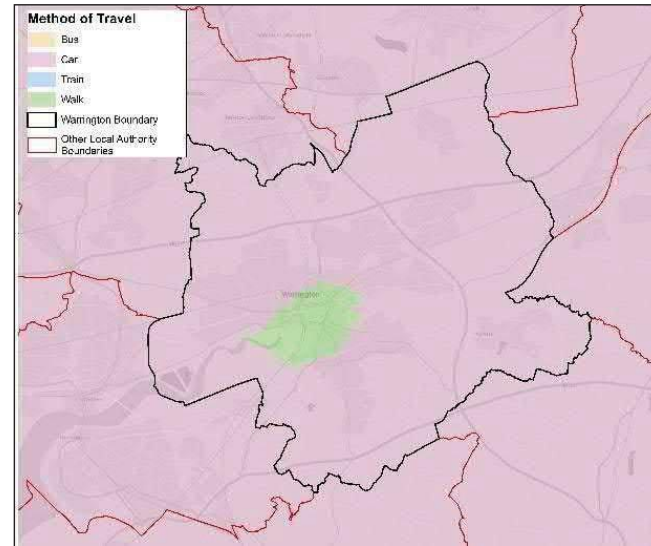 Method of Travel
Bus
Car
Train
Walk
Warrington Boundary
Other Local Authority
Boundaries
Warrington